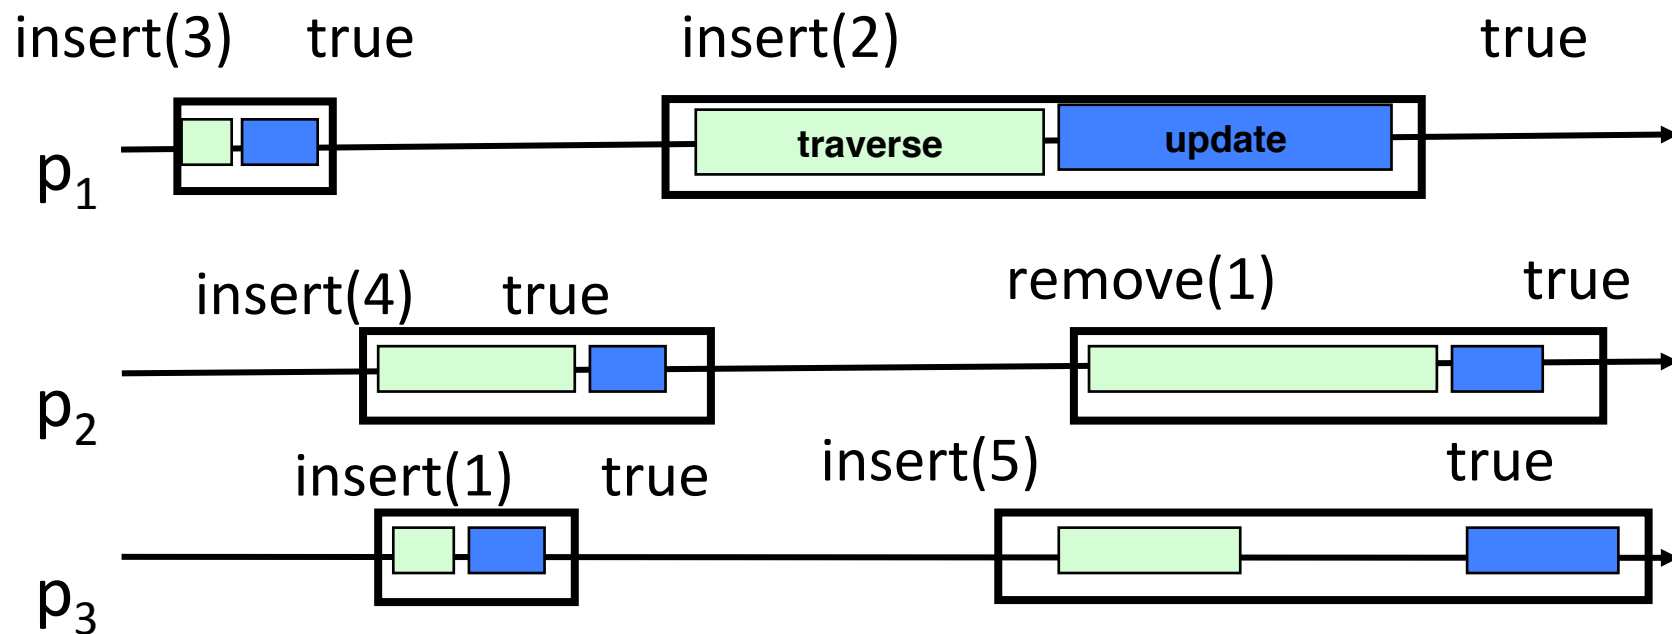 insert(3) true insert(2) true
traverse update
p1
insert(4) true remove(1) true
p2
insert(1) true insert(5) true
p3